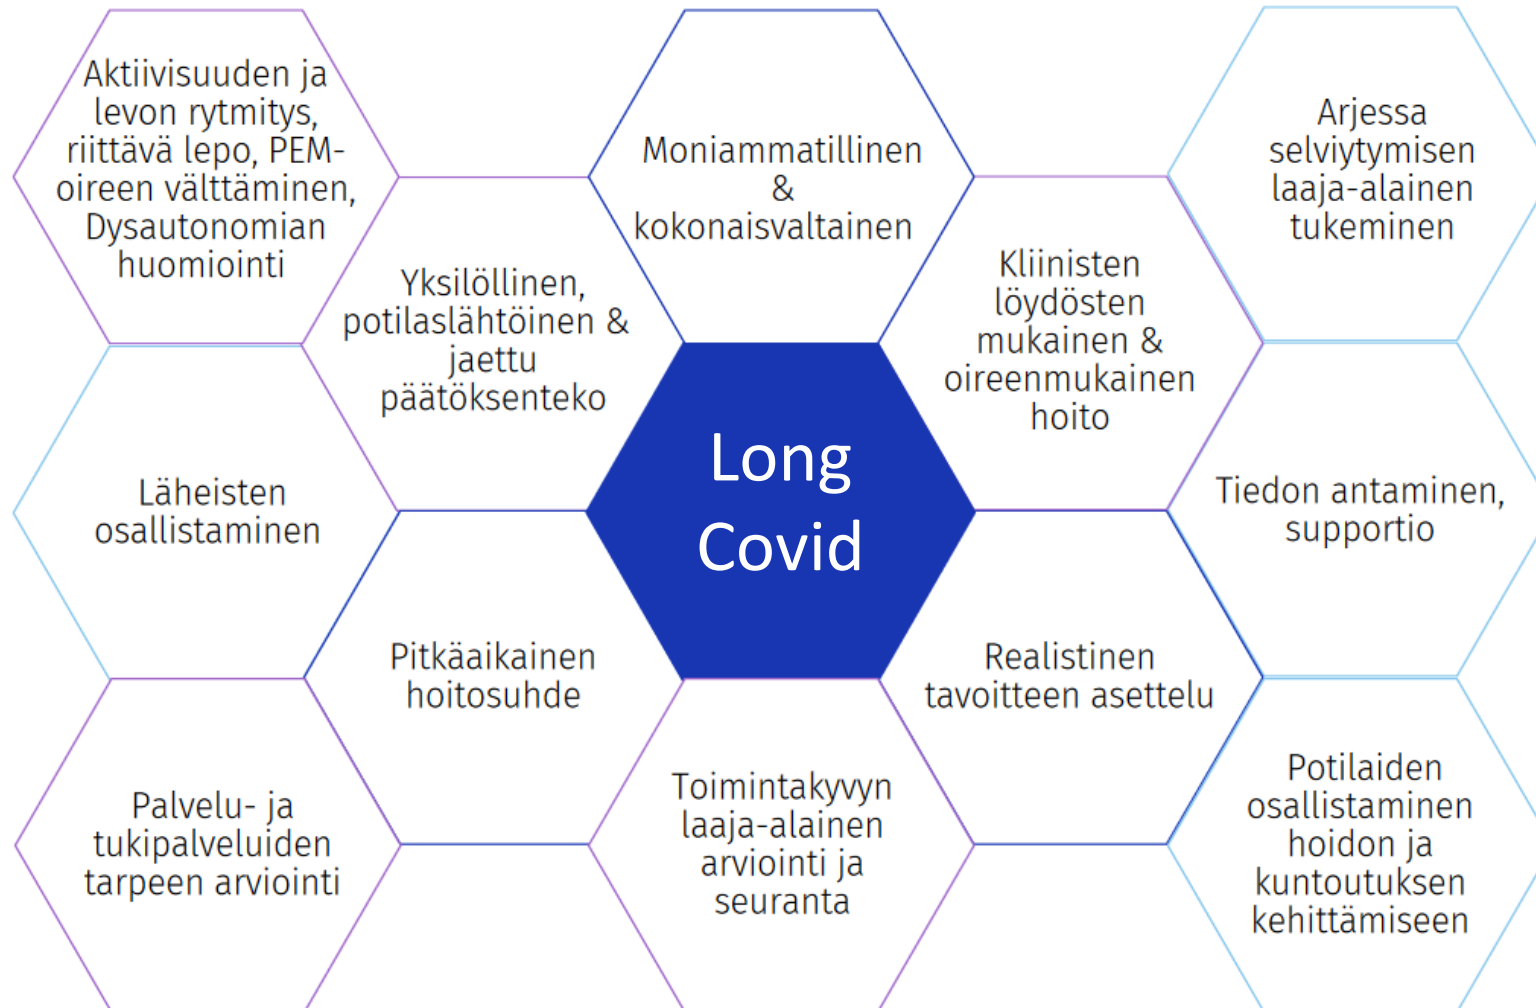 Aktiivisuuden ja
levon rytmitys,
riittävä lepo, PEM-
oireen välttäminen,
Dysautonomian
huomiointi
Moniammatillinen
&
kokonaisvaltainen
Arjessa
selviytymisen
laaja-alainen
tukeminen
Yksilöllinen,
potilaslähtöinen &
jaettu
päätöksenteko
Kliinisten
löydösten
mukainen &
oireenmukainen
hoito
Läheisten
osallistaminen
Long
Covid
Tiedon antaminen,
supportio
Pitkäaikainen
hoitosuhde
Realistinen
tavoitteen asettelu
Palvelu- ja
tukipalveluiden
tarpeen arviointi
Toimintakyvyn
laaja-alainen
arviointi ja
seuranta
Potilaiden
osallistaminen
hoidon ja
kuntoutuksen
kehittämiseen